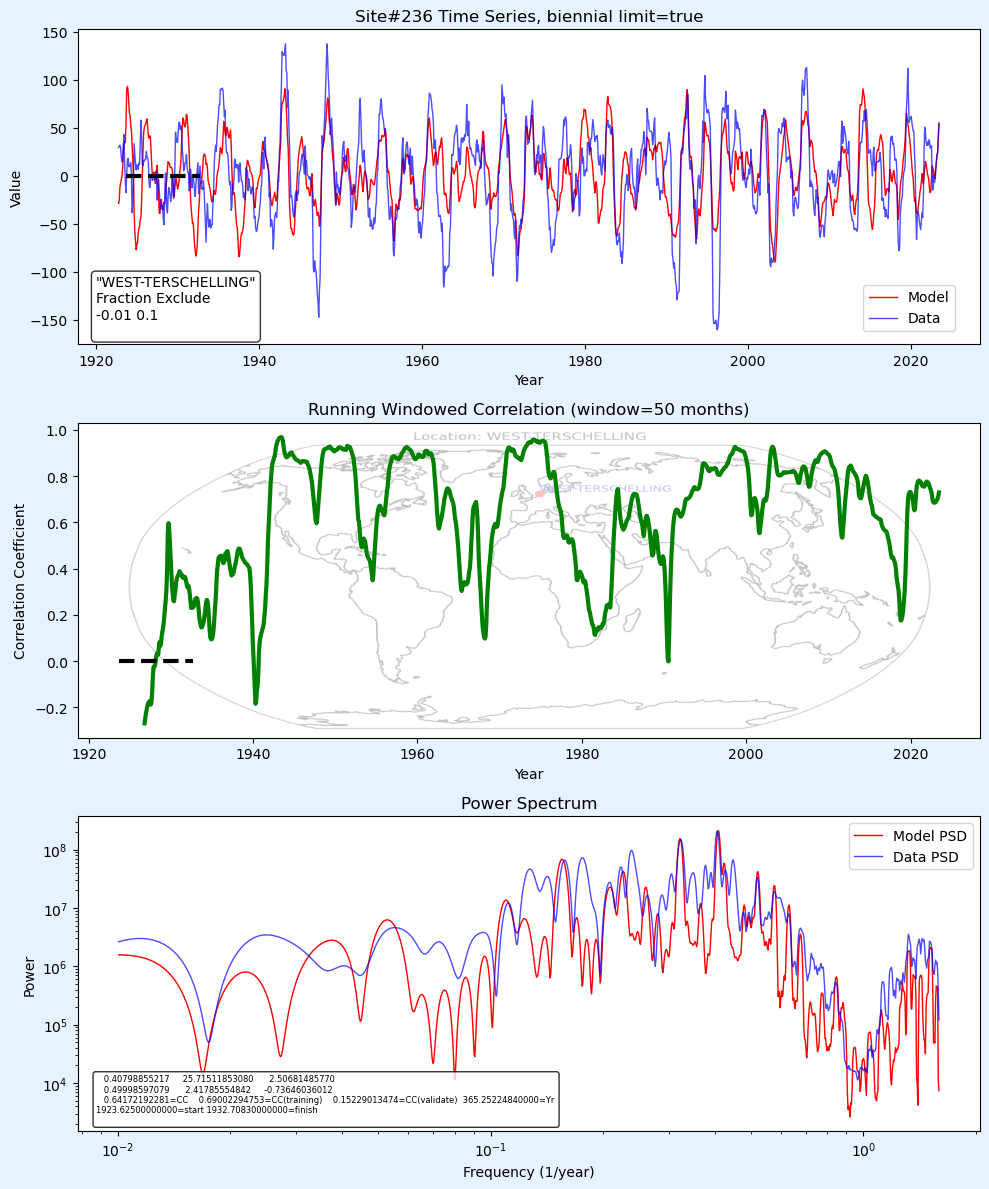 Site#236 Time Series, biennial limit=true
Value
150
100
50
0
−50
−100
−150
"WEST-TERSCHELLING"
Fraction Exclude
-0.01 0.1
Model
Data
1920 1940 1960 1980 2000 2020
Year
Running Windowed Correlation (window=50 months)
Correlation Coefficient
1.0
0.8
0.6
0.4
0.2
0.0
−0.2
Location: WEST-TERSCHELLING
WEST-TERSCHELLING
1920 1940 1960 1980 2000 2020
Year
Power Spectrum
Power
10^8
10^7
10^6
10^5
10^4
Model PSD
Data PSD
0.40798855217 25.71511853080 2.50681485770
0.49998597079 2.41785554842 -0.73646036012
0.64172192281=CC 0.69002294753=CC(training) 0.15229013474=CC(validate) 365.25224840000=Yr
1923.62500000000=start 1932.70830000000=finish
10^−2 10^−1 10^0
Frequency (1/year)